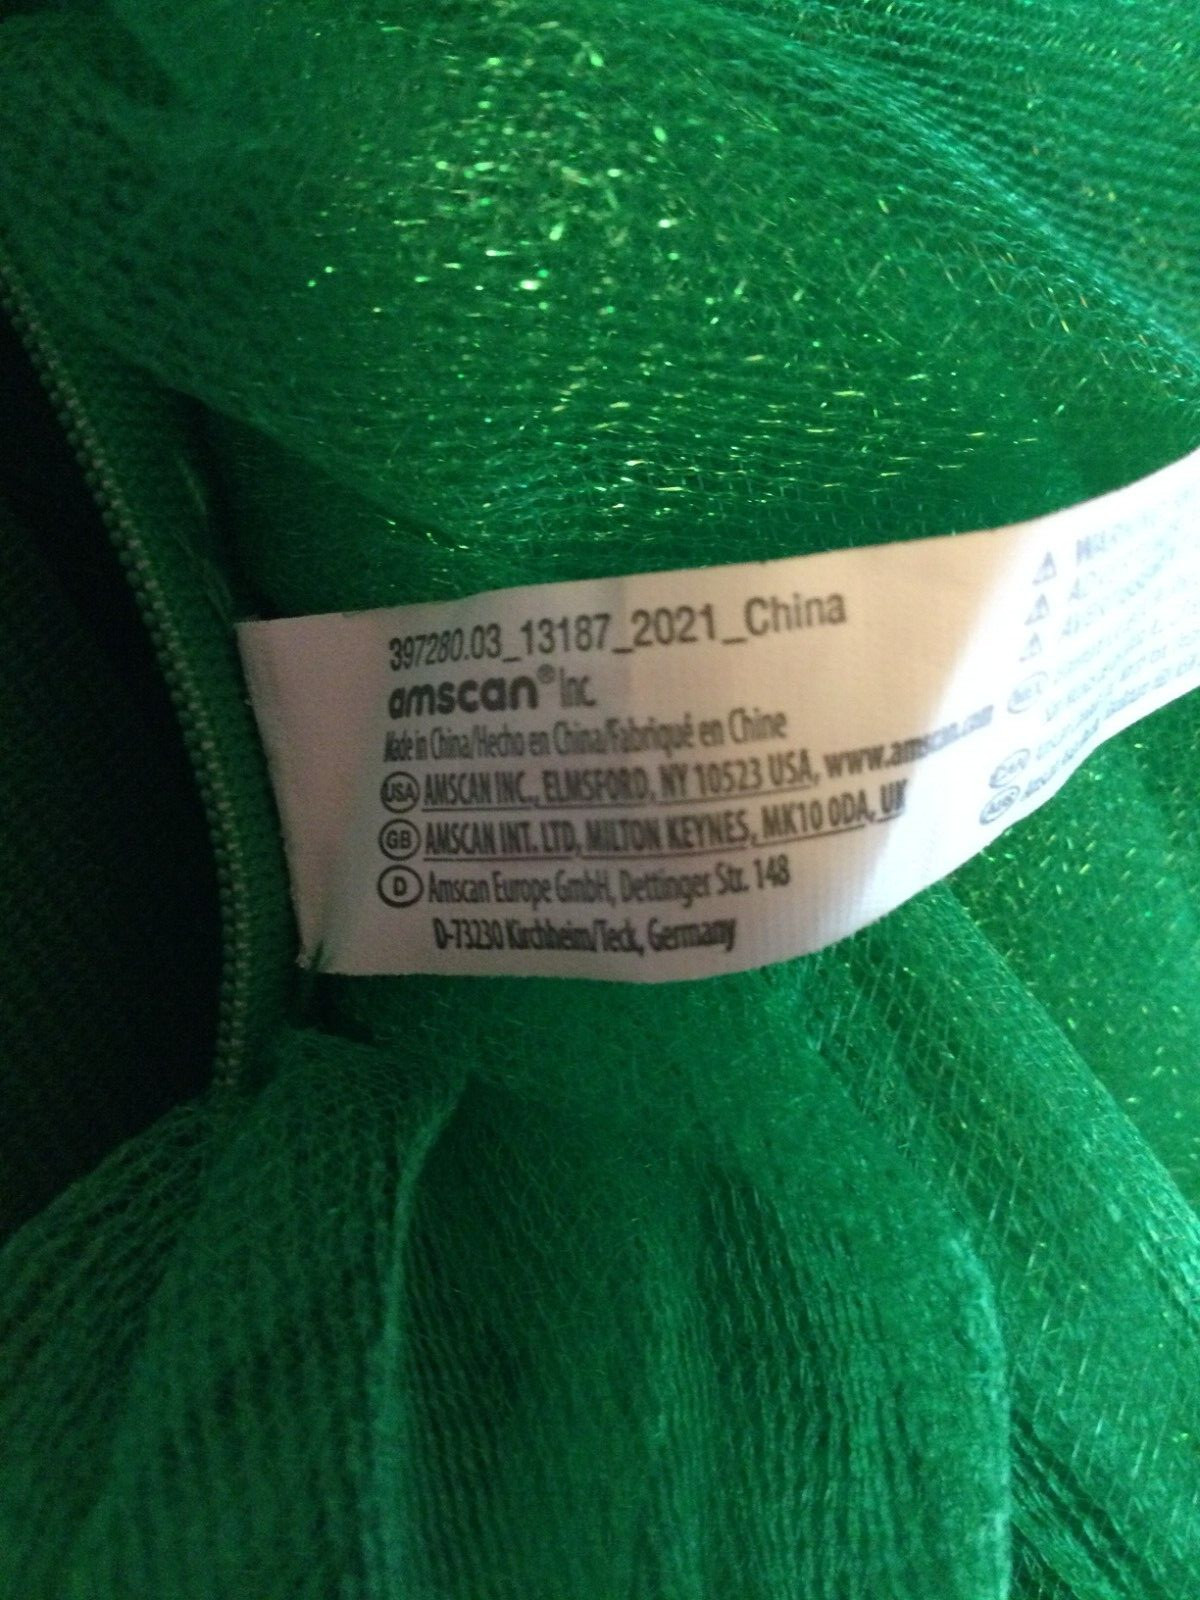 397280.03_13187_2021_China
amscan® Inc.
Made in China/Hecho en China/Fabriqué en Chine
USA AMSCAN INC., ELMSFORD, NY 10523 USA, www.amscan.com
GB AMSCAN INT. LTD, MILTON KEYNES, MK10 0DA, UK
D Amscan Europe GmbH, Dettinger Str. 148
D-73230 Kirchheim/Teck, Germany